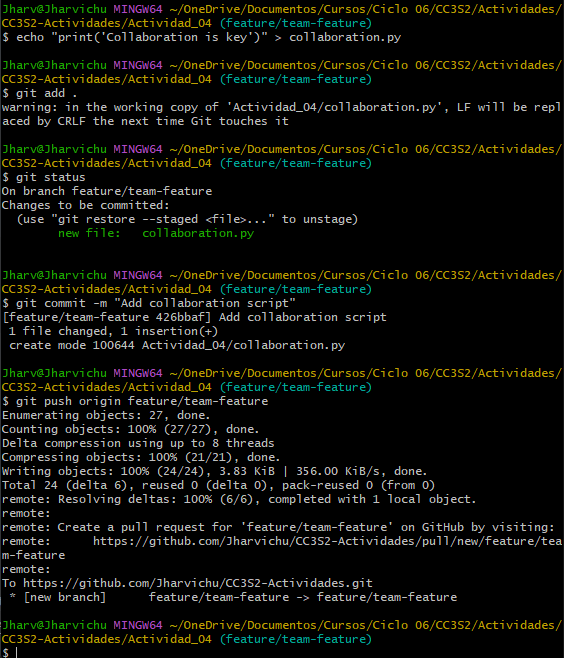 Jharv@Jharvichu MINGW64 ~/OneDrive/Documentos/Cursos/Ciclo 06/CC3S2/Actividades/
CC3S2-Actividades/Actividad_04 (feature/team-feature)
$ echo "print('Collaboration is key')" > collaboration.py

Jharv@Jharvichu MINGW64 ~/OneDrive/Documentos/Cursos/Ciclo 06/CC3S2/Actividades/
CC3S2-Actividades/Actividad_04 (feature/team-feature)
$ git add .
warning: in the working copy of 'Actividad_04/collaboration.py', LF will be repl
aced by CRLF the next time Git touches it

Jharv@Jharvichu MINGW64 ~/OneDrive/Documentos/Cursos/Ciclo 06/CC3S2/Actividades/
CC3S2-Actividades/Actividad_04 (feature/team-feature)
$ git status
On branch feature/team-feature
Changes to be committed:
  (use "git restore --staged <file>..." to unstage)
        new file:   collaboration.py


Jharv@Jharvichu MINGW64 ~/OneDrive/Documentos/Cursos/Ciclo 06/CC3S2/Actividades/
CC3S2-Actividades/Actividad_04 (feature/team-feature)
$ git commit -m "Add collaboration script"
[feature/team-feature 426bbaf] Add collaboration script
 1 file changed, 1 insertion(+)
 create mode 100644 Actividad_04/collaboration.py

Jharv@Jharvichu MINGW64 ~/OneDrive/Documentos/Cursos/Ciclo 06/CC3S2/Actividades/
CC3S2-Actividades/Actividad_04 (feature/team-feature)
$ git push origin feature/team-feature
Enumerating objects: 27, done.
Counting objects: 100% (27/27), done.
Delta compression using up to 8 threads
Compressing objects: 100% (21/21), done.
Writing objects: 100% (24/24), 3.83 KiB | 356.00 KiB/s, done.
Total 24 (delta 6), reused 0 (delta 0), pack-reused 0 (from 0)
remote: Resolving deltas: 100% (6/6), completed with 1 local object.
remote:
remote: Create a pull request for 'feature/team-feature' on GitHub by visiting:
remote:      https://github.com/Jharvichu/CC3S2-Actividades/pull/new/feature/tea
m-feature
remote:
To https://github.com/Jharvichu/CC3S2-Actividades.git
 * [new branch]      feature/team-feature -> feature/team-feature

Jharv@Jharvichu MINGW64 ~/OneDrive/Documentos/Cursos/Ciclo 06/CC3S2/Actividades/
CC3S2-Actividades/Actividad_04 (feature/team-feature)
$